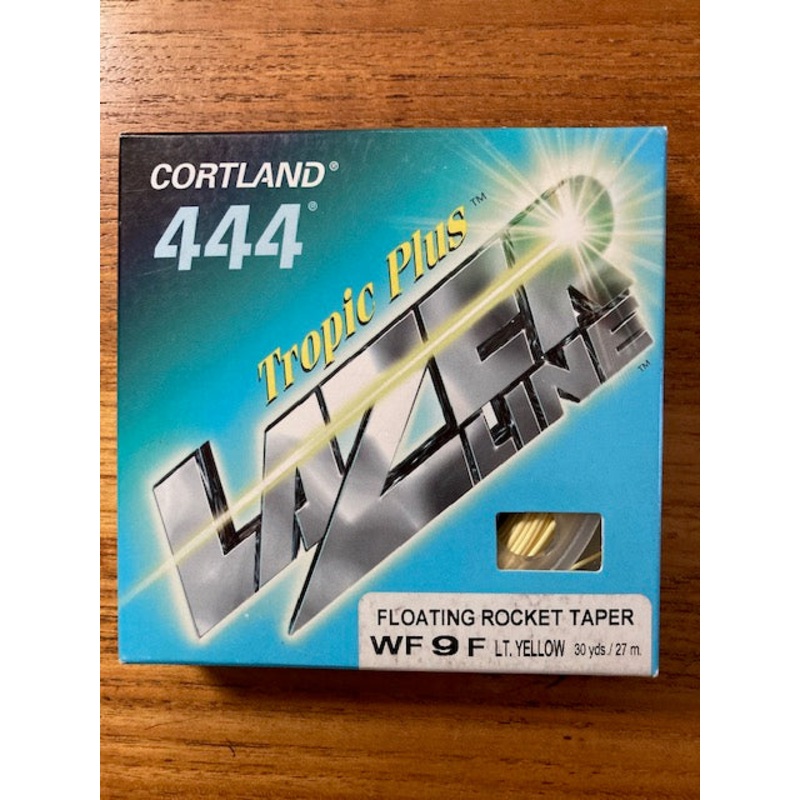 CORTLAND®
444®
Tropic Plus™
LAZER
LINE™
FLOATING ROCKET TAPER
WF 9 F LT. YELLOW 30 yds./27 m.